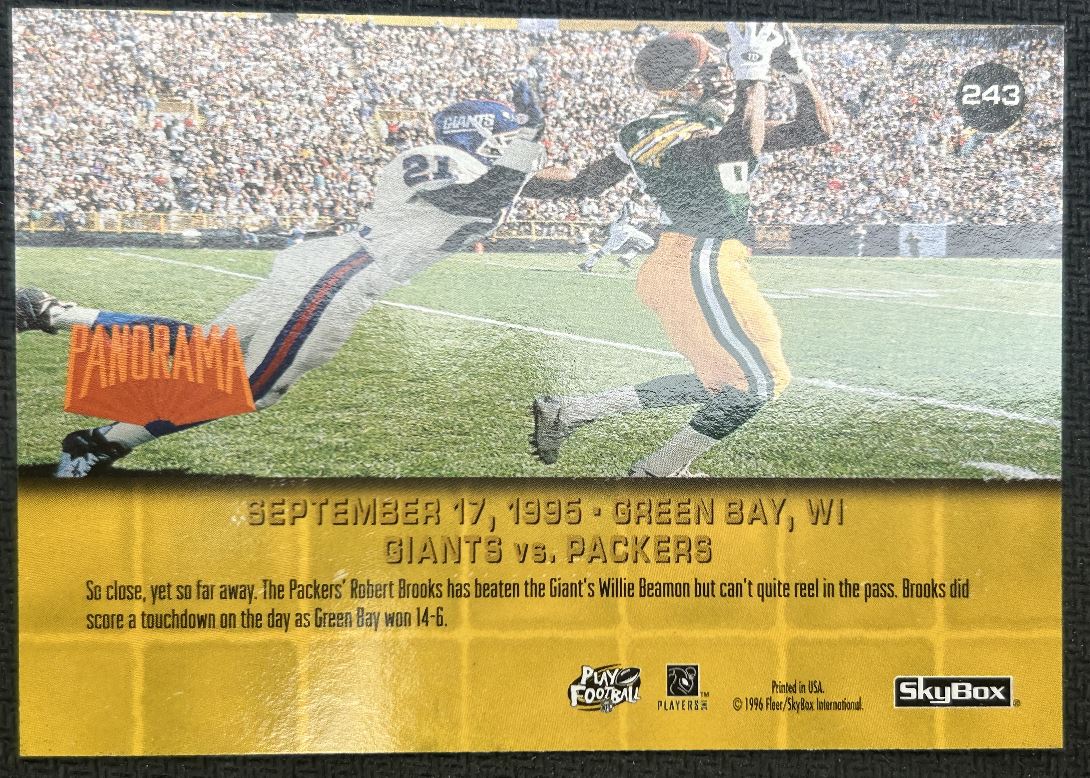 243
GIANTS
21
PANORAMA
SEPTEMBER 17, 1995 · GREEN BAY, WI
GIANTS vs. PACKERS
So close, yet so far away. The Packers' Robert Brooks has beaten the Giant's Willie Beamon but can't quite reel in the pass. Brooks did
score a touchdown on the day as Green Bay won 14-6.
PLAY
FOOTBALL
PLAYERS TM
Printed in USA.
© 1996 Fleer/SkyBox International.
SkyBox ®